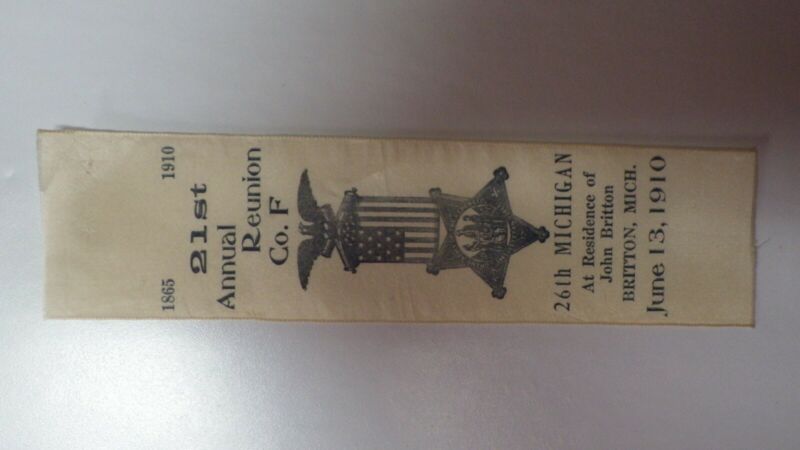 1865 1910
21st
Annual
Reunion
Co. F
26th MICHIGAN
At Residence of
John Britton
BRITTON, MICH.
June 13, 1910